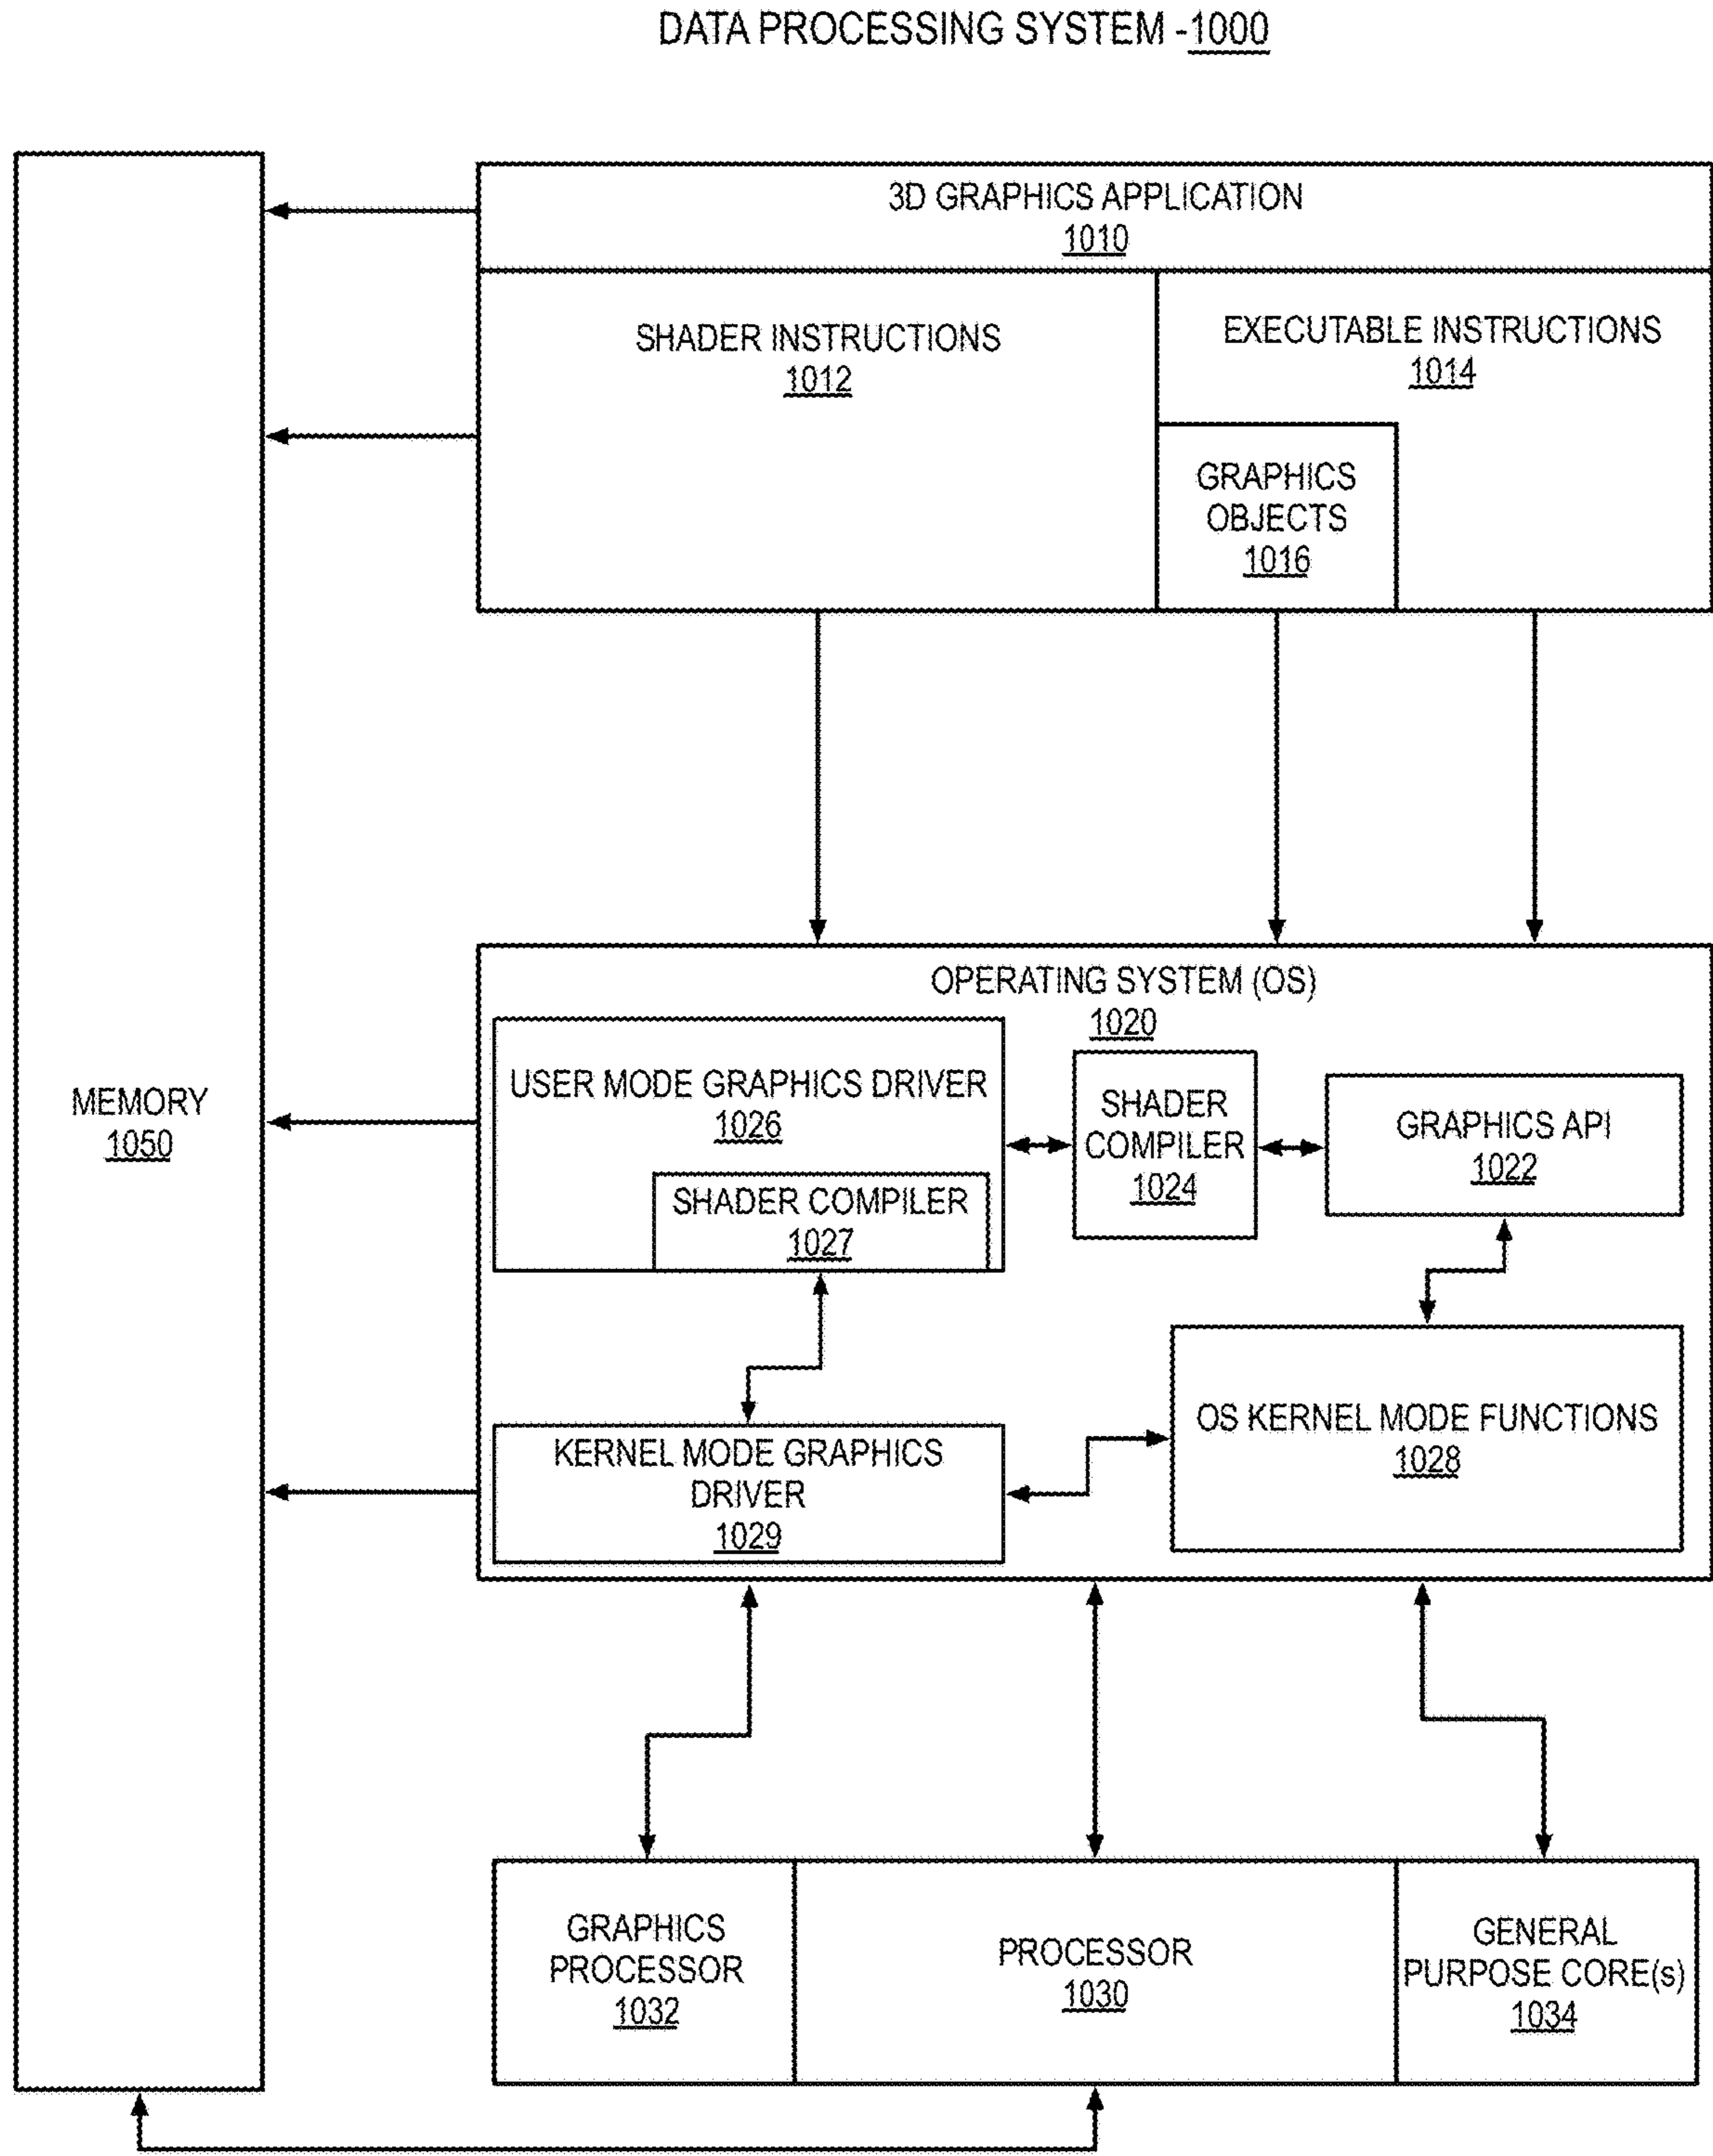 DATA PROCESSING SYSTEM -1000
3D GRAPHICS APPLICATION
1010
SHADER INSTRUCTIONS
1012
EXECUTABLE INSTRUCTIONS
1014
GRAPHICS
OBJECTS
1016
MEMORY
1050
OPERATING SYSTEM (OS)
1020
USER MODE GRAPHICS DRIVER
1026
SHADER COMPILER
1027
SHADER
COMPILER
1024
GRAPHICS API
1022
KERNEL MODE GRAPHICS
DRIVER
1029
OS KERNEL MODE FUNCTIONS
1028
GRAPHICS
PROCESSOR
1032
PROCESSOR
1030
GENERAL
PURPOSE CORE(s)
1034